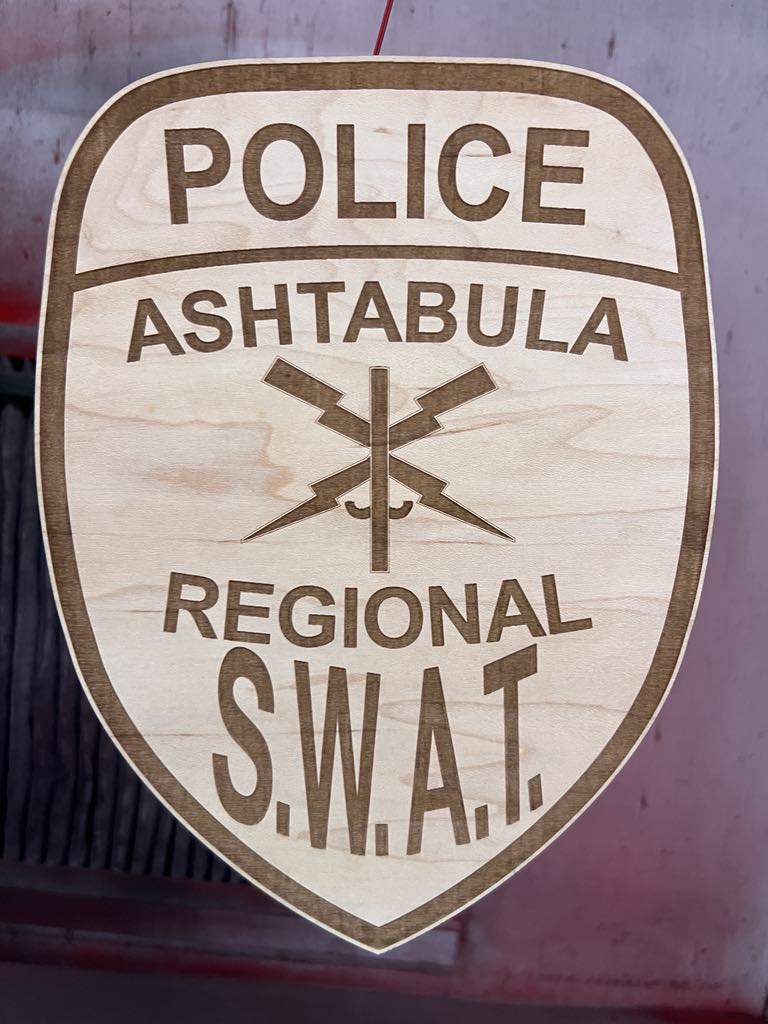 POLICE
ASHTABULA
REGIONAL
S.W.A.T.